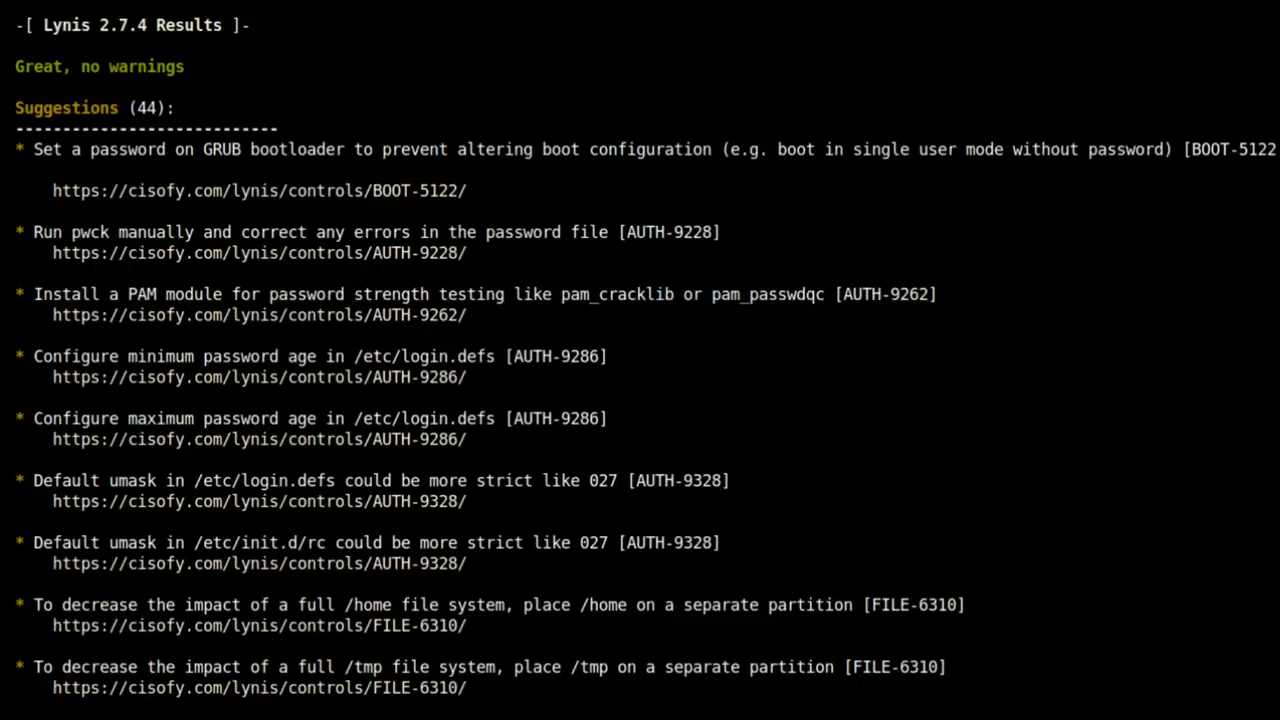 -[ Lynis 2.7.4 Results ]-
Great, no warnings
Suggestions (44):
----------------------------
* Set a password on GRUB bootloader to prevent altering boot configuration (e.g. boot in single user mode without password) [BOOT-5122
https://cisofy.com/lynis/controls/BOOT-5122/
* Run pwck manually and correct any errors in the password file [AUTH-9228]
https://cisofy.com/lynis/controls/AUTH-9228/
* Install a PAM module for password strength testing like pam_cracklib or pam_passwdqc [AUTH-9262]
https://cisofy.com/lynis/controls/AUTH-9262/
* Configure minimum password age in /etc/login.defs [AUTH-9286]
https://cisofy.com/lynis/controls/AUTH-9286/
* Configure maximum password age in /etc/login.defs [AUTH-9286]
https://cisofy.com/lynis/controls/AUTH-9286/
* Default umask in /etc/login.defs could be more strict like 027 [AUTH-9328]
https://cisofy.com/lynis/controls/AUTH-9328/
* Default umask in /etc/init.d/rc could be more strict like 027 [AUTH-9328]
https://cisofy.com/lynis/controls/AUTH-9328/
* To decrease the impact of a full /home file system, place /home on a separate partition [FILE-6310]
https://cisofy.com/lynis/controls/FILE-6310/
* To decrease the impact of a full /tmp file system, place /tmp on a separate partition [FILE-6310]
https://cisofy.com/lynis/controls/FILE-6310/